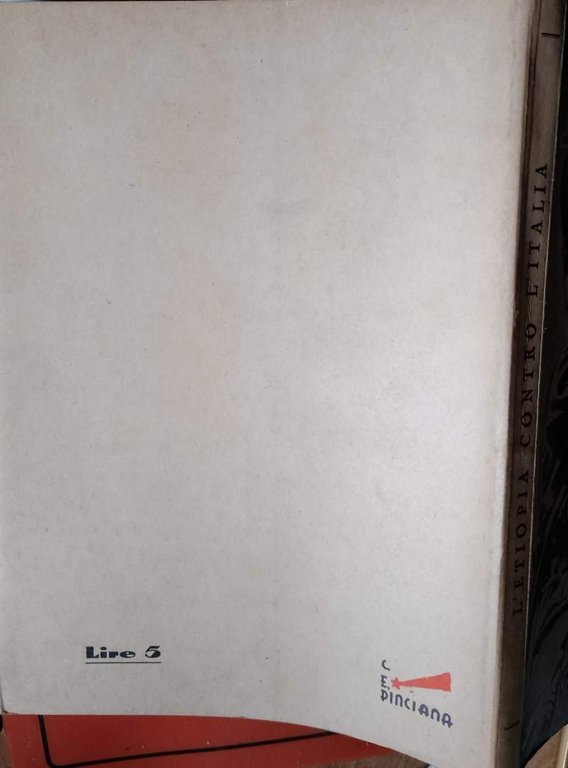 L'ETIOPIA CONTRO L'ITALIA
Lire 5
C.
E.
PINCIANA